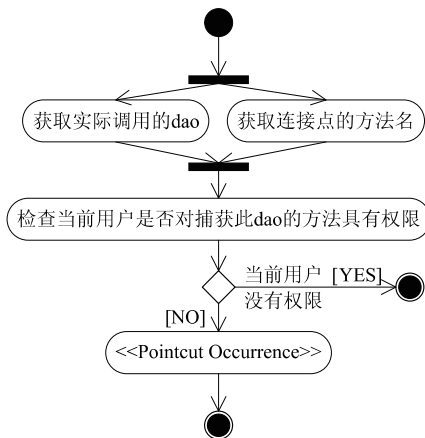 获取实际调用的dao
获取连接点的方法名
检查当前用户是否对捕获此dao的方法具有权限
当前用户 [YES]
没有权限
[NO]
<<Pointcut Occurrence>>